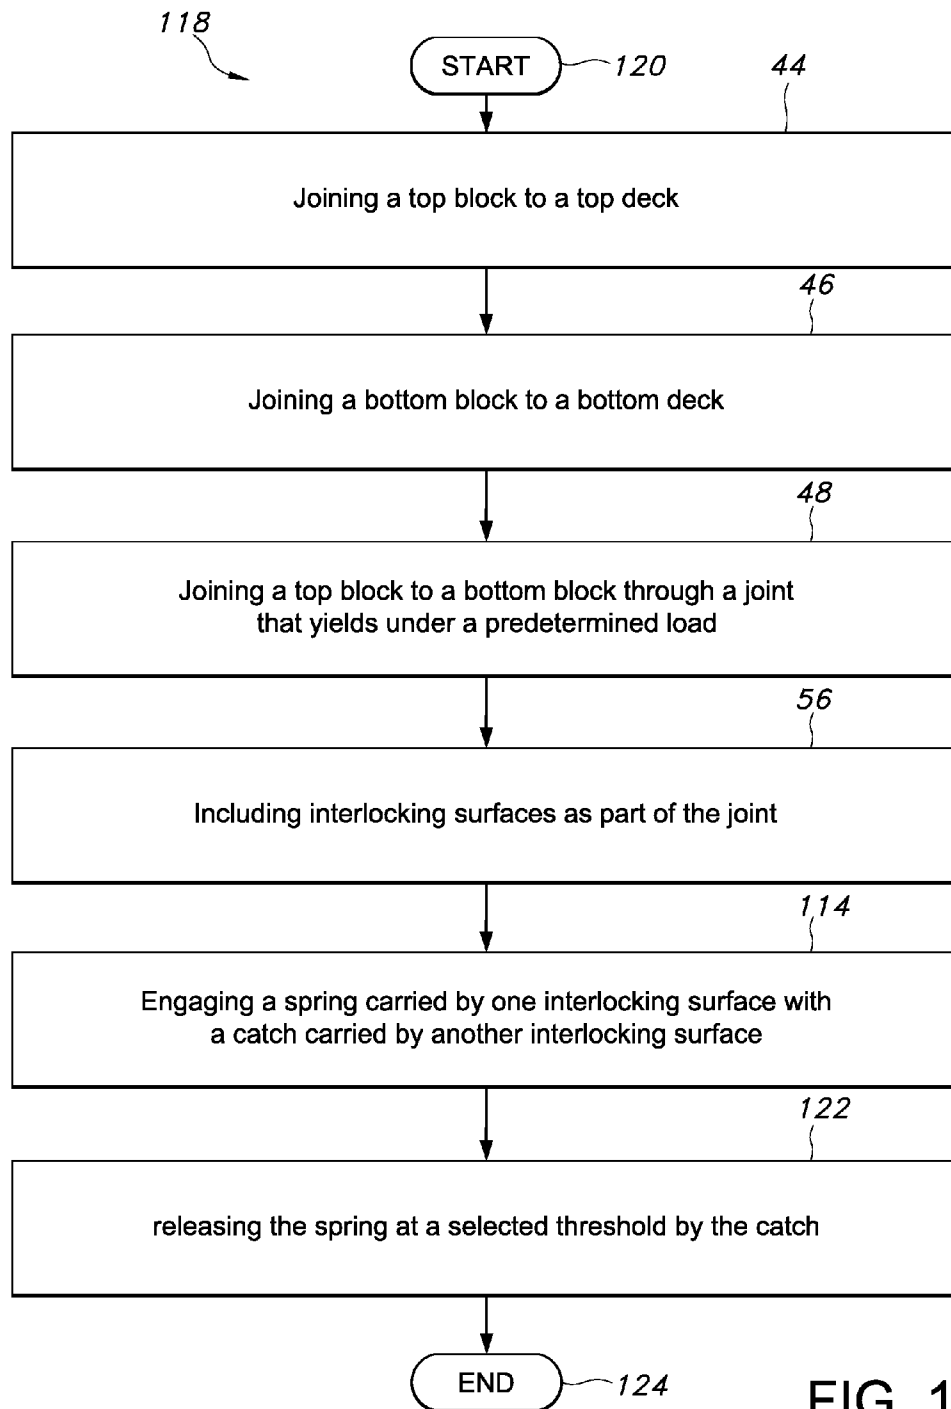 118
START
120
44
Joining a top block to a top deck
46
Joining a bottom block to a bottom deck
48
Joining a top block to a bottom block through a joint
that yields under a predetermined load
56
Including interlocking surfaces as part of the joint
114
Engaging a spring carried by one interlocking surface with
a catch carried by another interlocking surface
122
releasing the spring at a selected threshold by the catch
END
124
FIG. 1